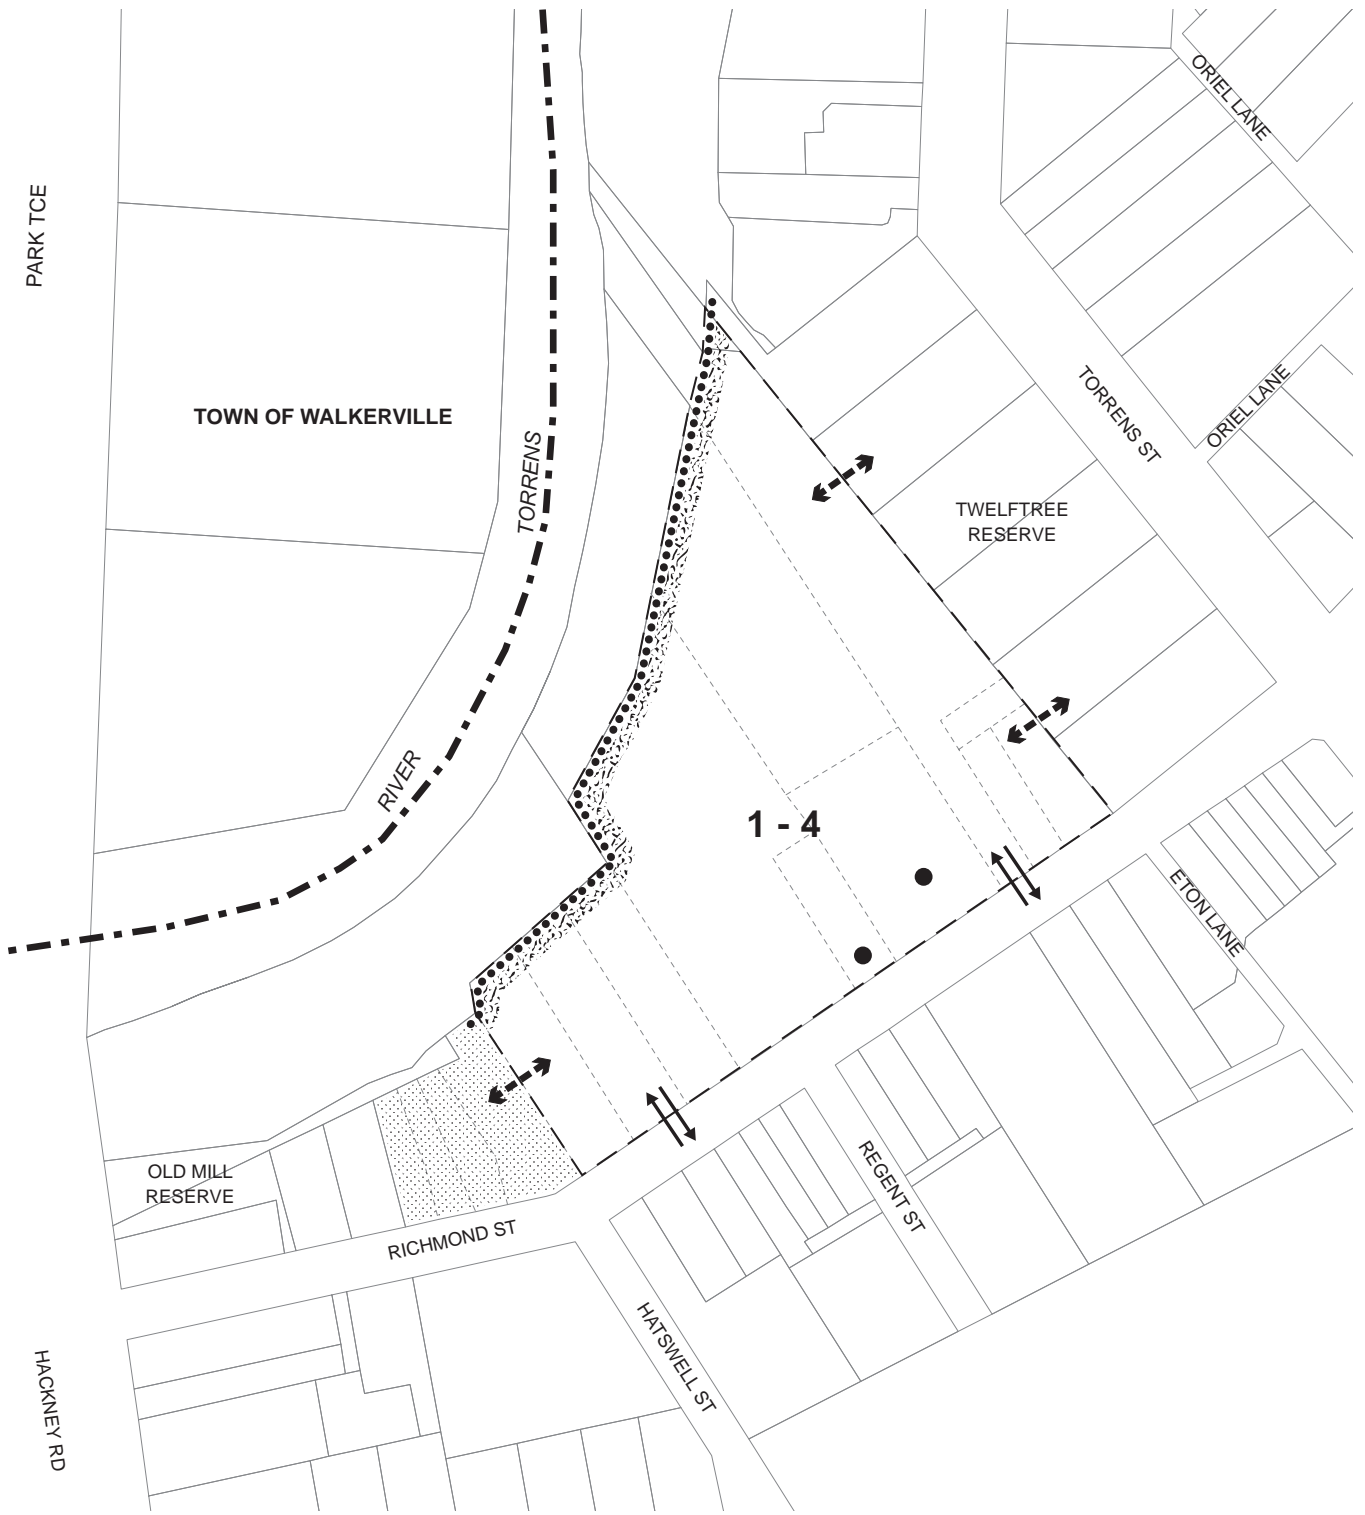 ORIEL LANE
PARK TCE
TORRENS ST
ORIEL LANE
TOWN OF WALKERVILLE
TORRENS
TWELFTREE
RESERVE
RIVER
1 - 4
ETON LANE
OLD MILL
RESERVE
REGENT ST
RICHMOND ST
HATSWELL ST
HACKNEY RD